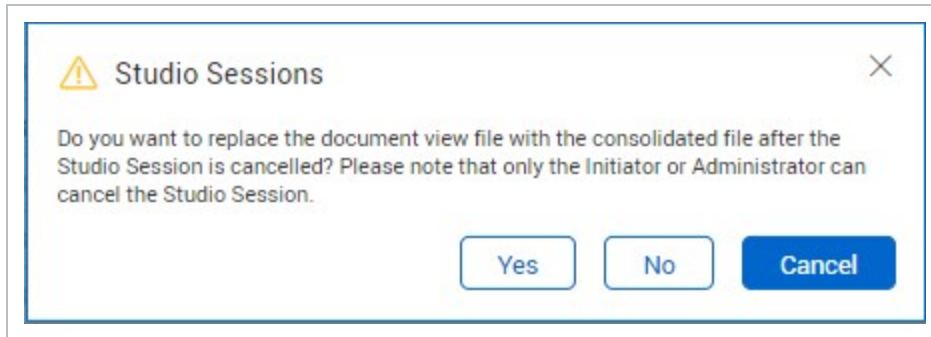 Studio Sessions
Do you want to replace the document view file with the consolidated file after the
Studio Session is cancelled? Please note that only the Initiator or Administrator can
cancel the Studio Session.
Yes No Cancel